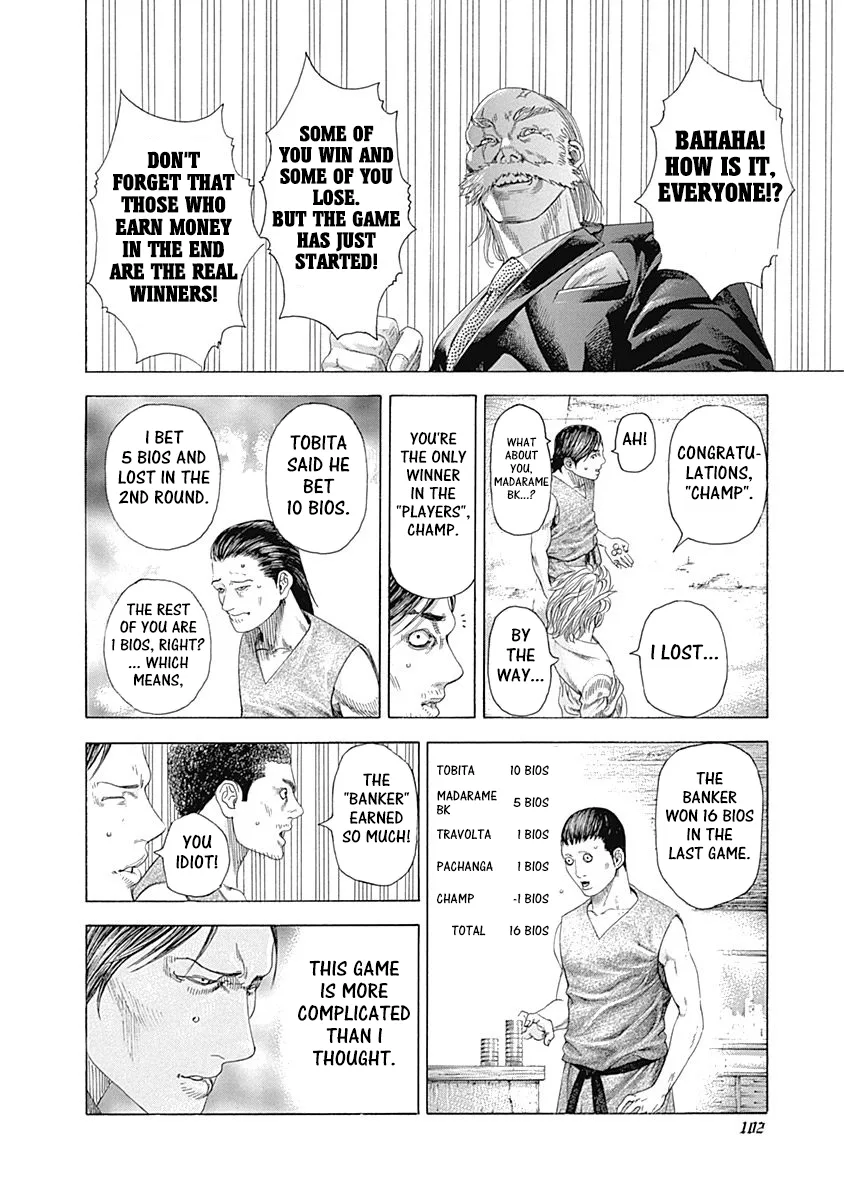 BAHAHA!
HOW IS IT,
EVERYONE!?
SOME OF
YOU WIN AND
SOME OF YOU
LOSE.
BUT THE GAME
HAS JUST
STARTED!
DON'T
FORGET THAT
THOSE WHO
EARN MONEY
IN THE END
ARE THE REAL
WINNERS!
CONGRATU-
LATIONS,
"CHAMP".
AH!
WHAT
ABOUT
YOU,
MADARAME
BK...?
I LOST...
BY
THE
WAY...
YOU'RE
THE ONLY
WINNER
IN THE
"PLAYERS",
CHAMP.
TOBITA
SAID HE
BET
10 BIOS.
I BET
5 BIOS AND
LOST IN THE
2ND ROUND.
THE REST
OF YOU ARE
1 BIOS, RIGHT?
... WHICH
MEANS,
THE
BANKER
WON 16 BIOS
IN THE
LAST GAME.
TOBITA 10 BIOS
MADARAME
BK 5 BIOS
TRAVOLTA 1 BIOS
PACHANGA 1 BIOS
CHAMP -1 BIOS
TOTAL 16 BIOS
THE
"BANKER"
EARNED
SO MUCH!
YOU
IDIOT!
THIS GAME
IS MORE
COMPLICATED
THAN I
THOUGHT.
102